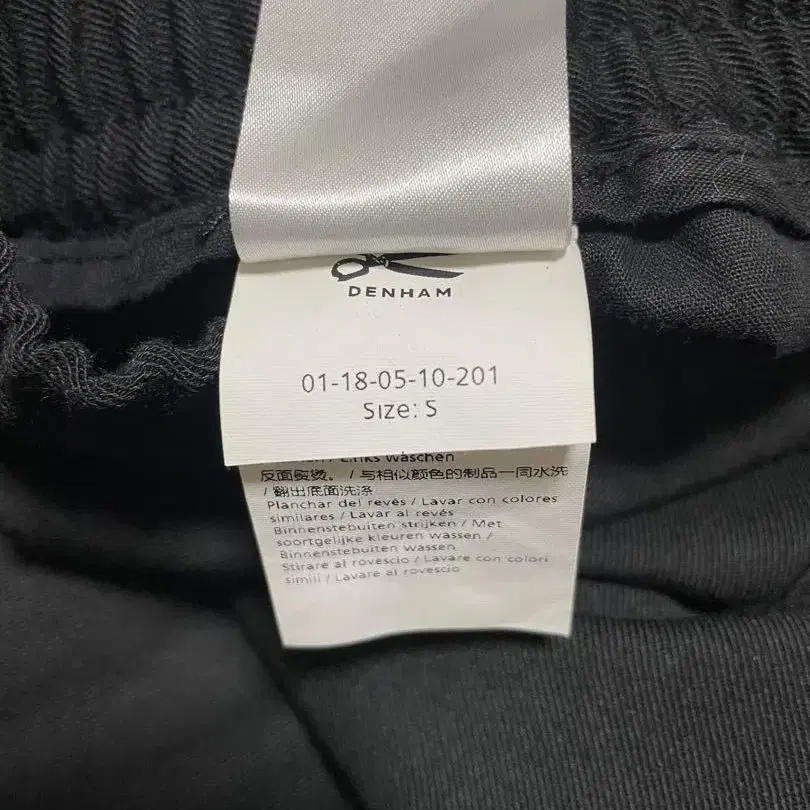 DENHAM
01-18-05-10-201
Size: S
/ Links waschen
反面熨烫。 / 与相似颜色的制品一同水洗
/ 翻出底面洗涤
Planchar del revés / Lavar con colores
similares / Lavar al revés
Binnenstebuiten strijken / Met
soortgelijke kleuren wassen /
Binnenstebuiten wassen
Stirare al rovescio / Lavare con colori
simili / Lavare al rovescio